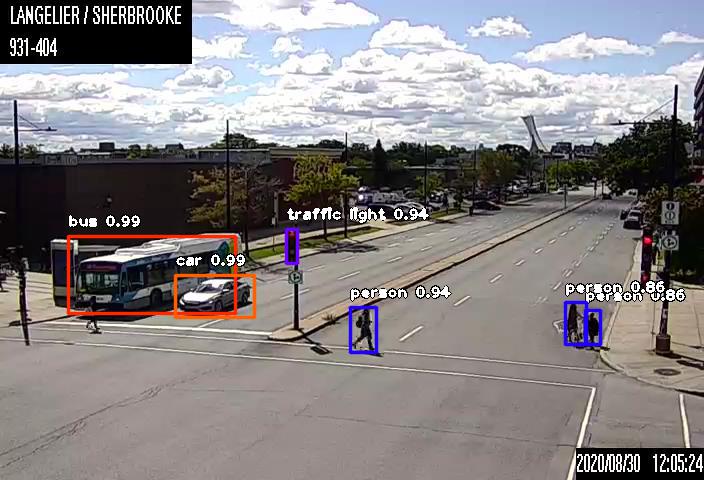 LANGELIER / SHERBROOKE
931-404
bus 0.99
traffic light 0.94
car 0.99
person 0.94
person 0.86
person 0.86
2020/08/30 12:05:24